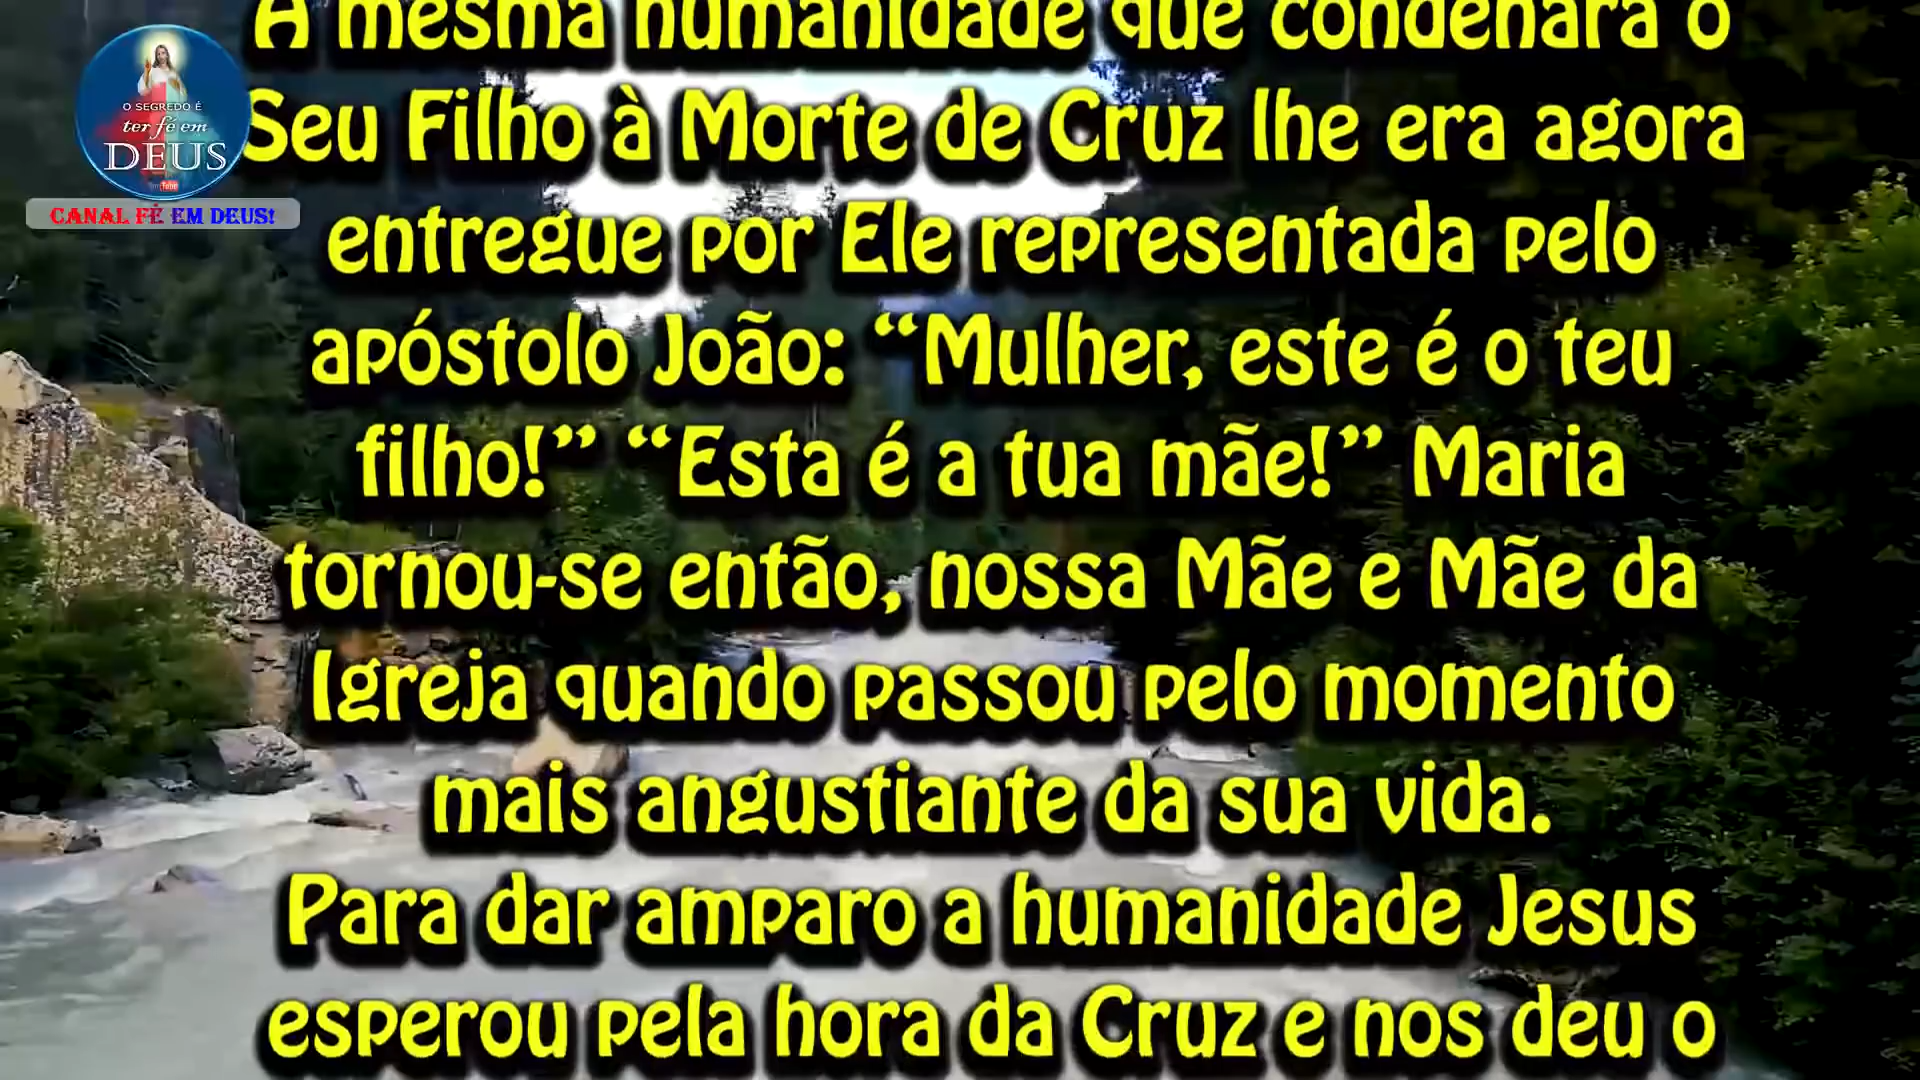 A mesma humanidade que condenara o
Seu Filho à Morte de Cruz lhe era agora
entregue por Ele representada pelo
apóstolo João: “Mulher, este é o teu
filho!” “Esta é a tua mãe!” Maria
tornou-se então, nossa Mãe e Mãe da
Igreja quando passou pelo momento
mais angustiante da sua vida.
Para dar amparo a humanidade Jesus
esperou pela hora da Cruz e nos deu o
O SEGREDO É
ter fé em
DEUS
YouTube
CANAL FÉ EM DEUS!